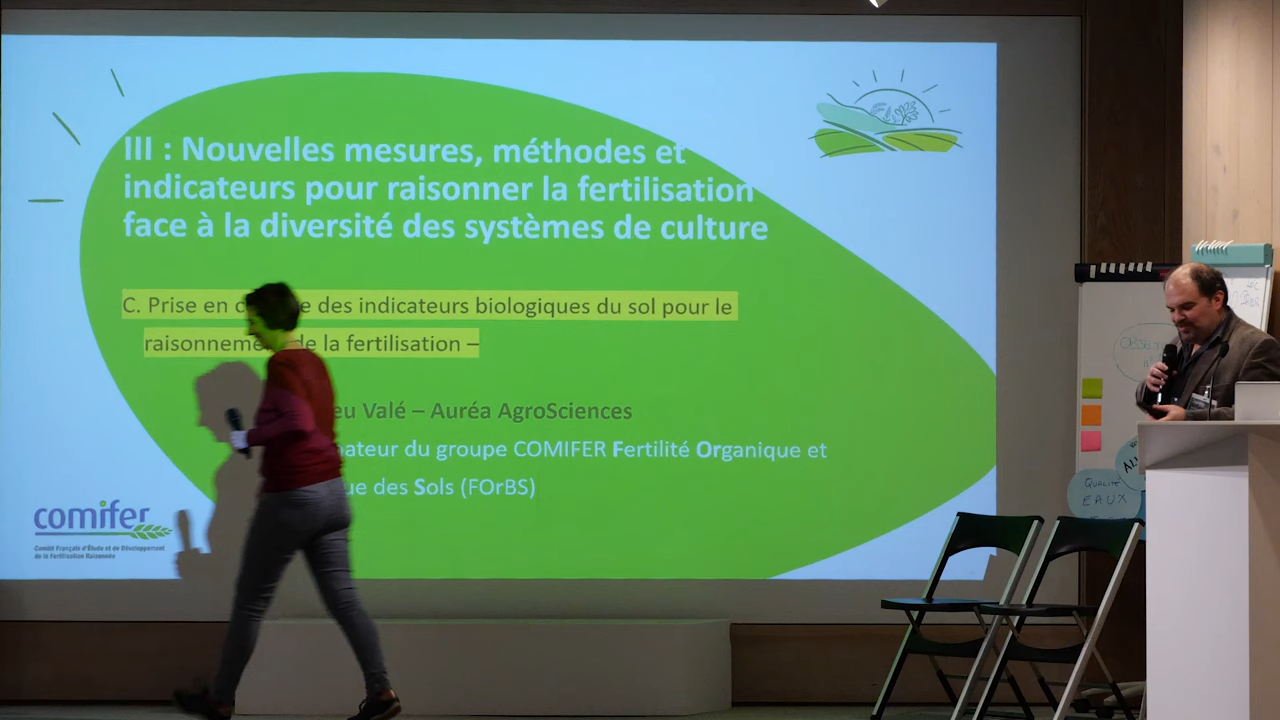 III : Nouvelles mesures, méthodes et
indicateurs pour raisonner la fertilisation
face à la diversité des systèmes de culture
C. Prise en des indicateurs biologiques du sol pour le
de la fertilisation –
Valé – Auréa AgroSciences
du groupe COMIFER Fertilité Organique et
des Sols (FOrBS)
comifer
Comité Français d'Étude et de Développement
de la Fertilisation Raisonnée
QUALITÉ
EAUX